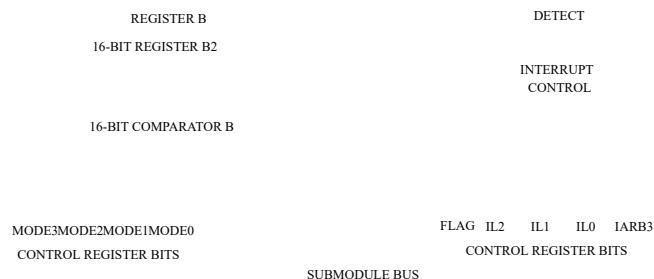 REGISTER B
DETECT
16-BIT REGISTER B2
INTERRUPT
CONTROL
16-BIT COMPARATOR B
MODE3MODE2MODE1MODE0
FLAG IL2 IL1 IL0 IARB3
CONTROL REGISTER BITS
CONTROL REGISTER BITS
SUBMODULE BUS